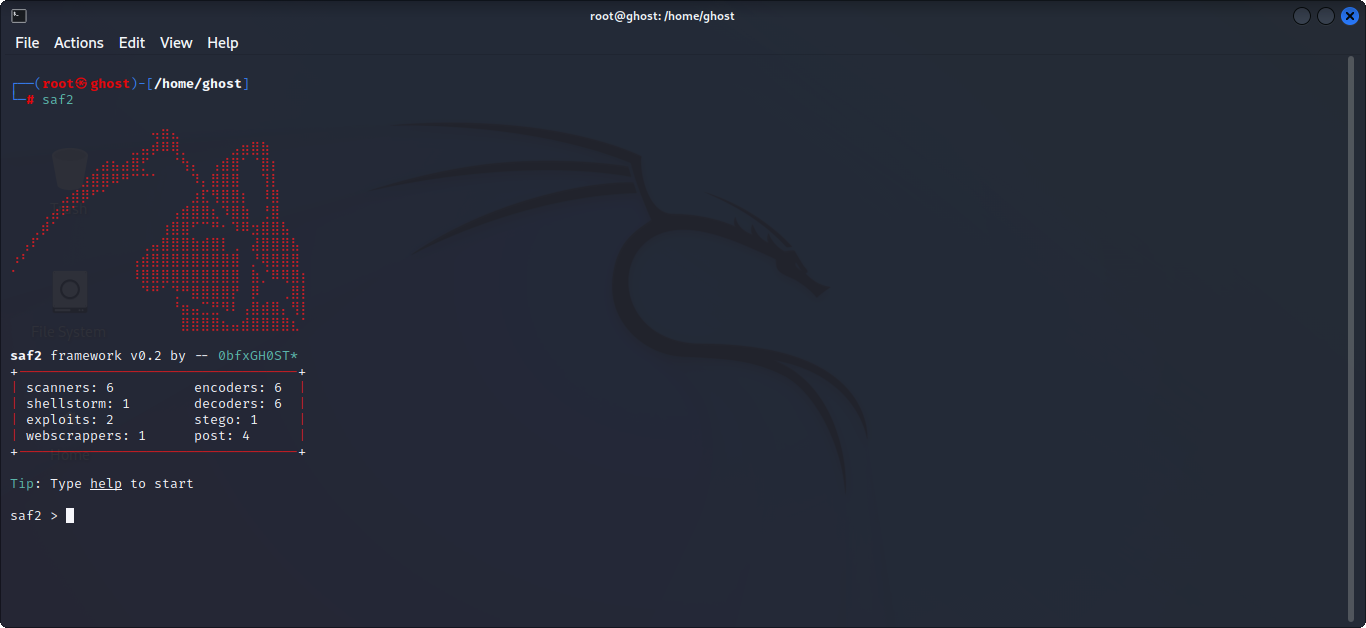 root@ghost: /home/ghost
File Actions Edit View Help
┌──(root㉿ghost)-[/home/ghost]
└─# saf2
Trash
File System
saf2 framework v0.2 by -- 0bfxGH0ST*
+-----------------------------------+
| scanners: 6 encoders: 6 |
| shellstorm: 1 decoders: 6 |
| exploits: 2 stego: 1 |
| webscrappers: 1 post: 4 |
+-----------------------------------+
Home
Tip: Type help to start
saf2 >